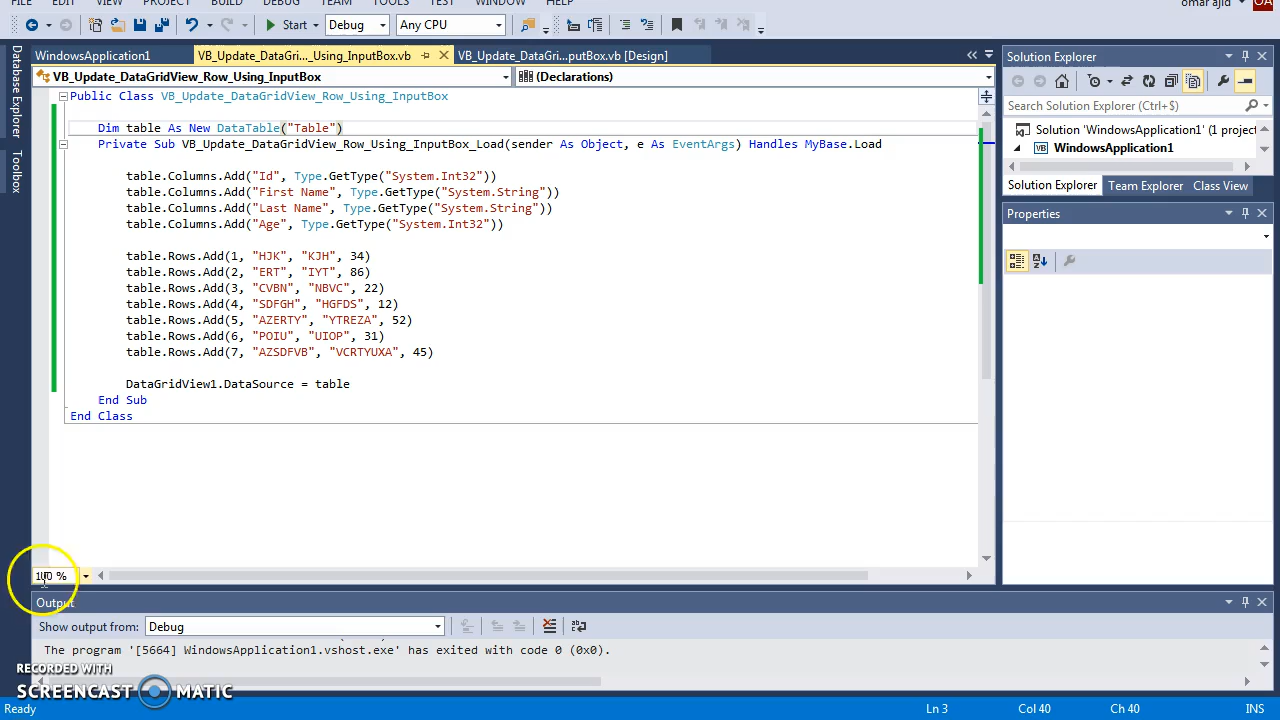 FILE EDIT VIEW PROJECT BUILD DEBUG TEAM TOOLS TEST WINDOW HELP omar ajid OA
Start Debug Any CPU
WindowsApplication1 VB_Update_DataGri..._Using_InputBox.vb VB_Update_DataGri...putBox.vb [Design]
VB_Update_DataGridView_Row_Using_InputBox (Declarations)
Public Class VB_Update_DataGridView_Row_Using_InputBox
Dim table As New DataTable("Table")
Private Sub VB_Update_DataGridView_Row_Using_InputBox_Load(sender As Object, e As EventArgs) Handles MyBase.Load
table.Columns.Add("Id", Type.GetType("System.Int32"))
table.Columns.Add("First Name", Type.GetType("System.String"))
table.Columns.Add("Last Name", Type.GetType("System.String"))
table.Columns.Add("Age", Type.GetType("System.Int32"))
table.Rows.Add(1, "HJK", "KJH", 34)
table.Rows.Add(2, "ERT", "IYT", 86)
table.Rows.Add(3, "CVBN", "NBVC", 22)
table.Rows.Add(4, "SDFGH", "HGFDS", 12)
table.Rows.Add(5, "AZERTY", "YTREZA", 52)
table.Rows.Add(6, "POIU", "UIOP", 31)
table.Rows.Add(7, "AZSDFVB", "VCRTYUXA", 45)
DataGridView1.DataSource = table
End Sub
End Class
100 %
Database Explorer
Toolbox
Solution Explorer
Search Solution Explorer (Ctrl+$)
Solution 'WindowsApplication1' (1 project
VB WindowsApplication1
Solution Explorer Team Explorer Class View
Properties
Output
Show output from: Debug
The program '[5664] WindowsApplication1.vshost.exe' has exited with code 0 (0x0).
RECORDED WITH
SCREENCAST MATIC
Ready Ln 3 Col 40 Ch 40 INS